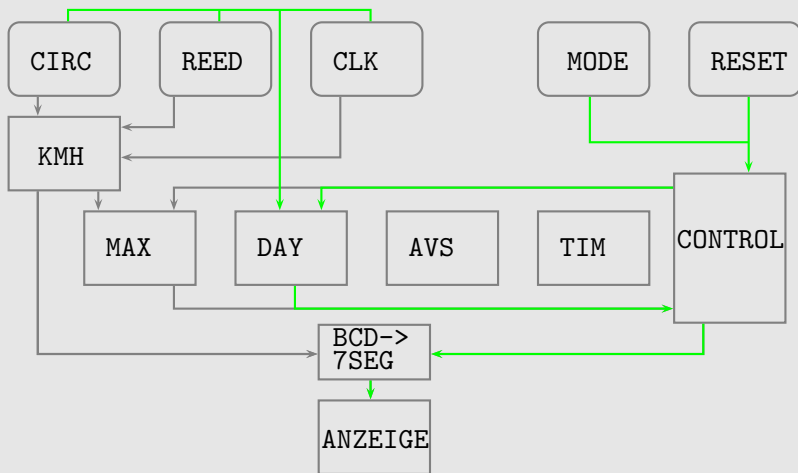 CIRC
REED
CLK
MODE
RESET
KMH
MAX
DAY
AVS
TIM
CONTROL
BCD->
7SEG
ANZEIGE